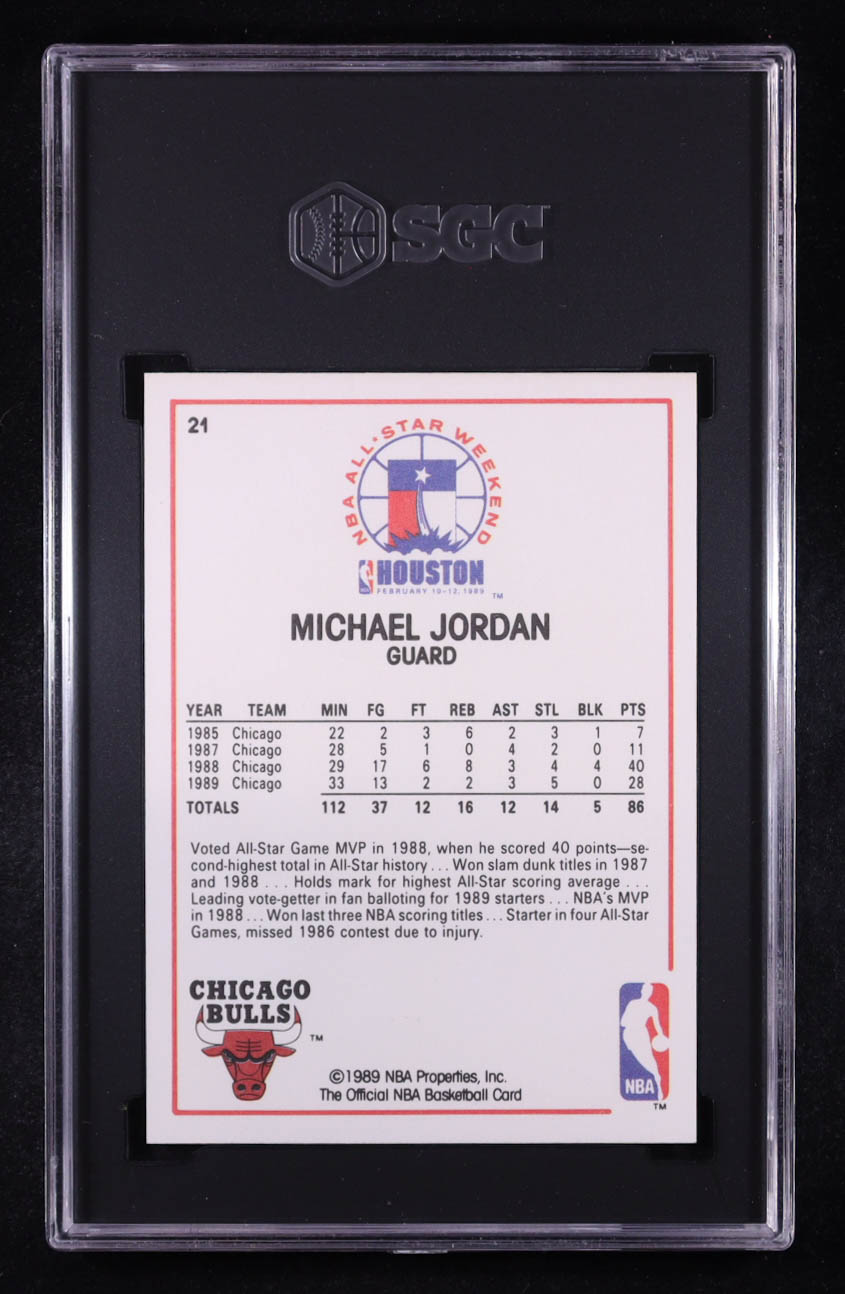 SGC
21
NBA ALL-STAR WEEKEND
HOUSTON
NBA
FEBRUARY 10-12, 1989
TM
MICHAEL JORDAN
GUARD
YEAR TEAM MIN FG FT REB AST STL BLK PTS
1985 Chicago 22 2 3 6 2 3 1 7
1987 Chicago 28 5 1 0 4 2 0 11
1988 Chicago 29 17 6 8 3 4 4 40
1989 Chicago 33 13 2 2 3 5 0 28
TOTALS 112 37 12 16 12 14 5 86
Voted All-Star Game MVP in 1988, when he scored 40 points—se-
cond-highest total in All-Star history . . . Won slam dunk titles in 1987
and 1988 . . . Holds mark for highest All-Star scoring average . . .
Leading vote-getter in fan balloting for 1989 starters . . . NBA's MVP
in 1988 . . . Won last three NBA scoring titles . . . Starter in four All-Star
Games, missed 1986 contest due to injury.
CHICAGO
BULLS
TM
©1989 NBA Properties, Inc.
The Official NBA Basketball Card
NBA
TM